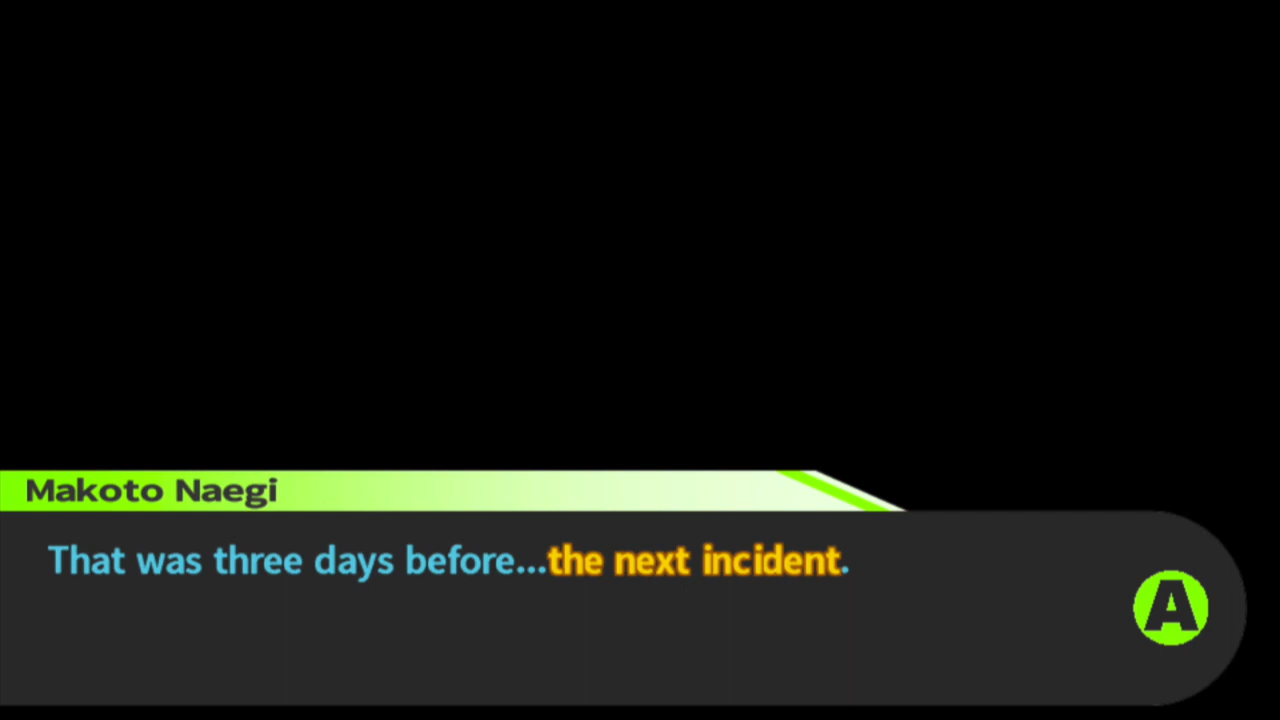 Makoto Naegi
That was three days before...the next incident.
A